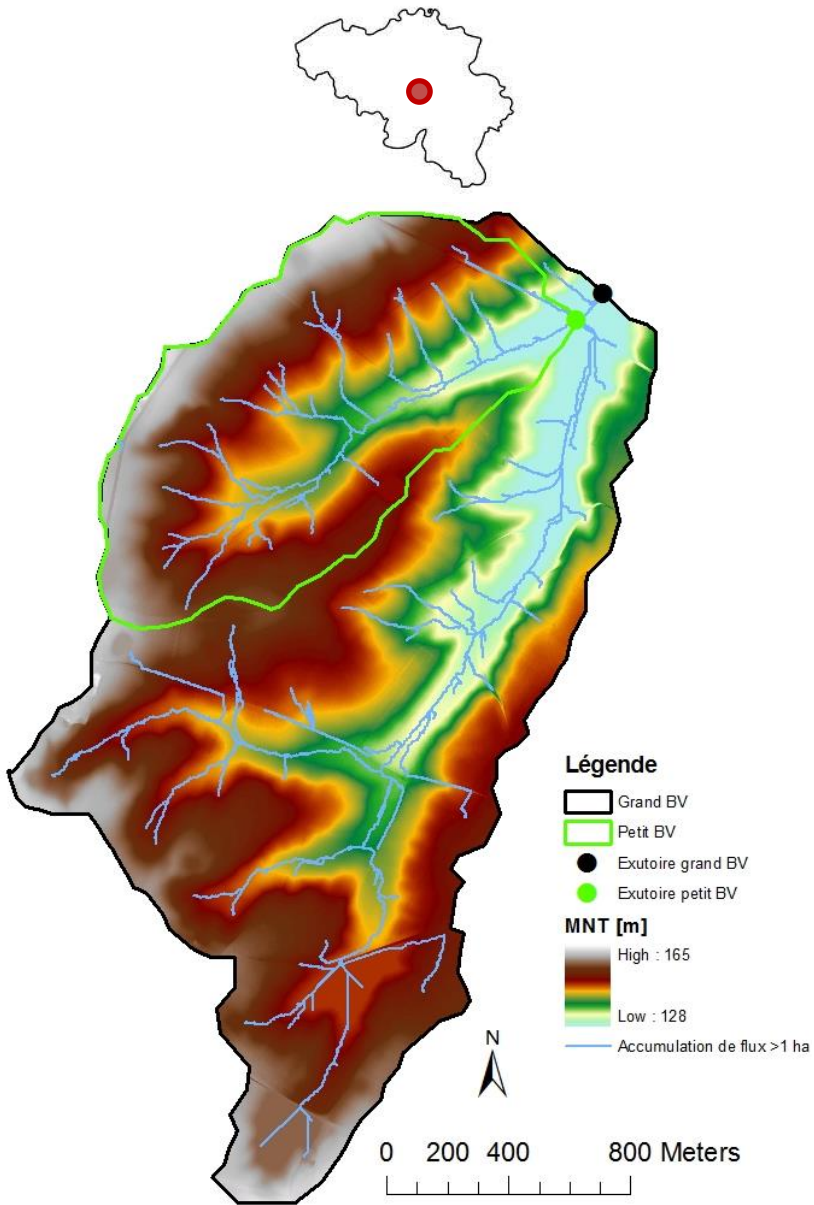 Légende
Grand BV
Petit BV
Exutoire grand BV
Exutoire petit BV
MNT [m]
High : 165
Low : 128
Accumulation de flux >1 ha
N
0 200 400 800 Meters